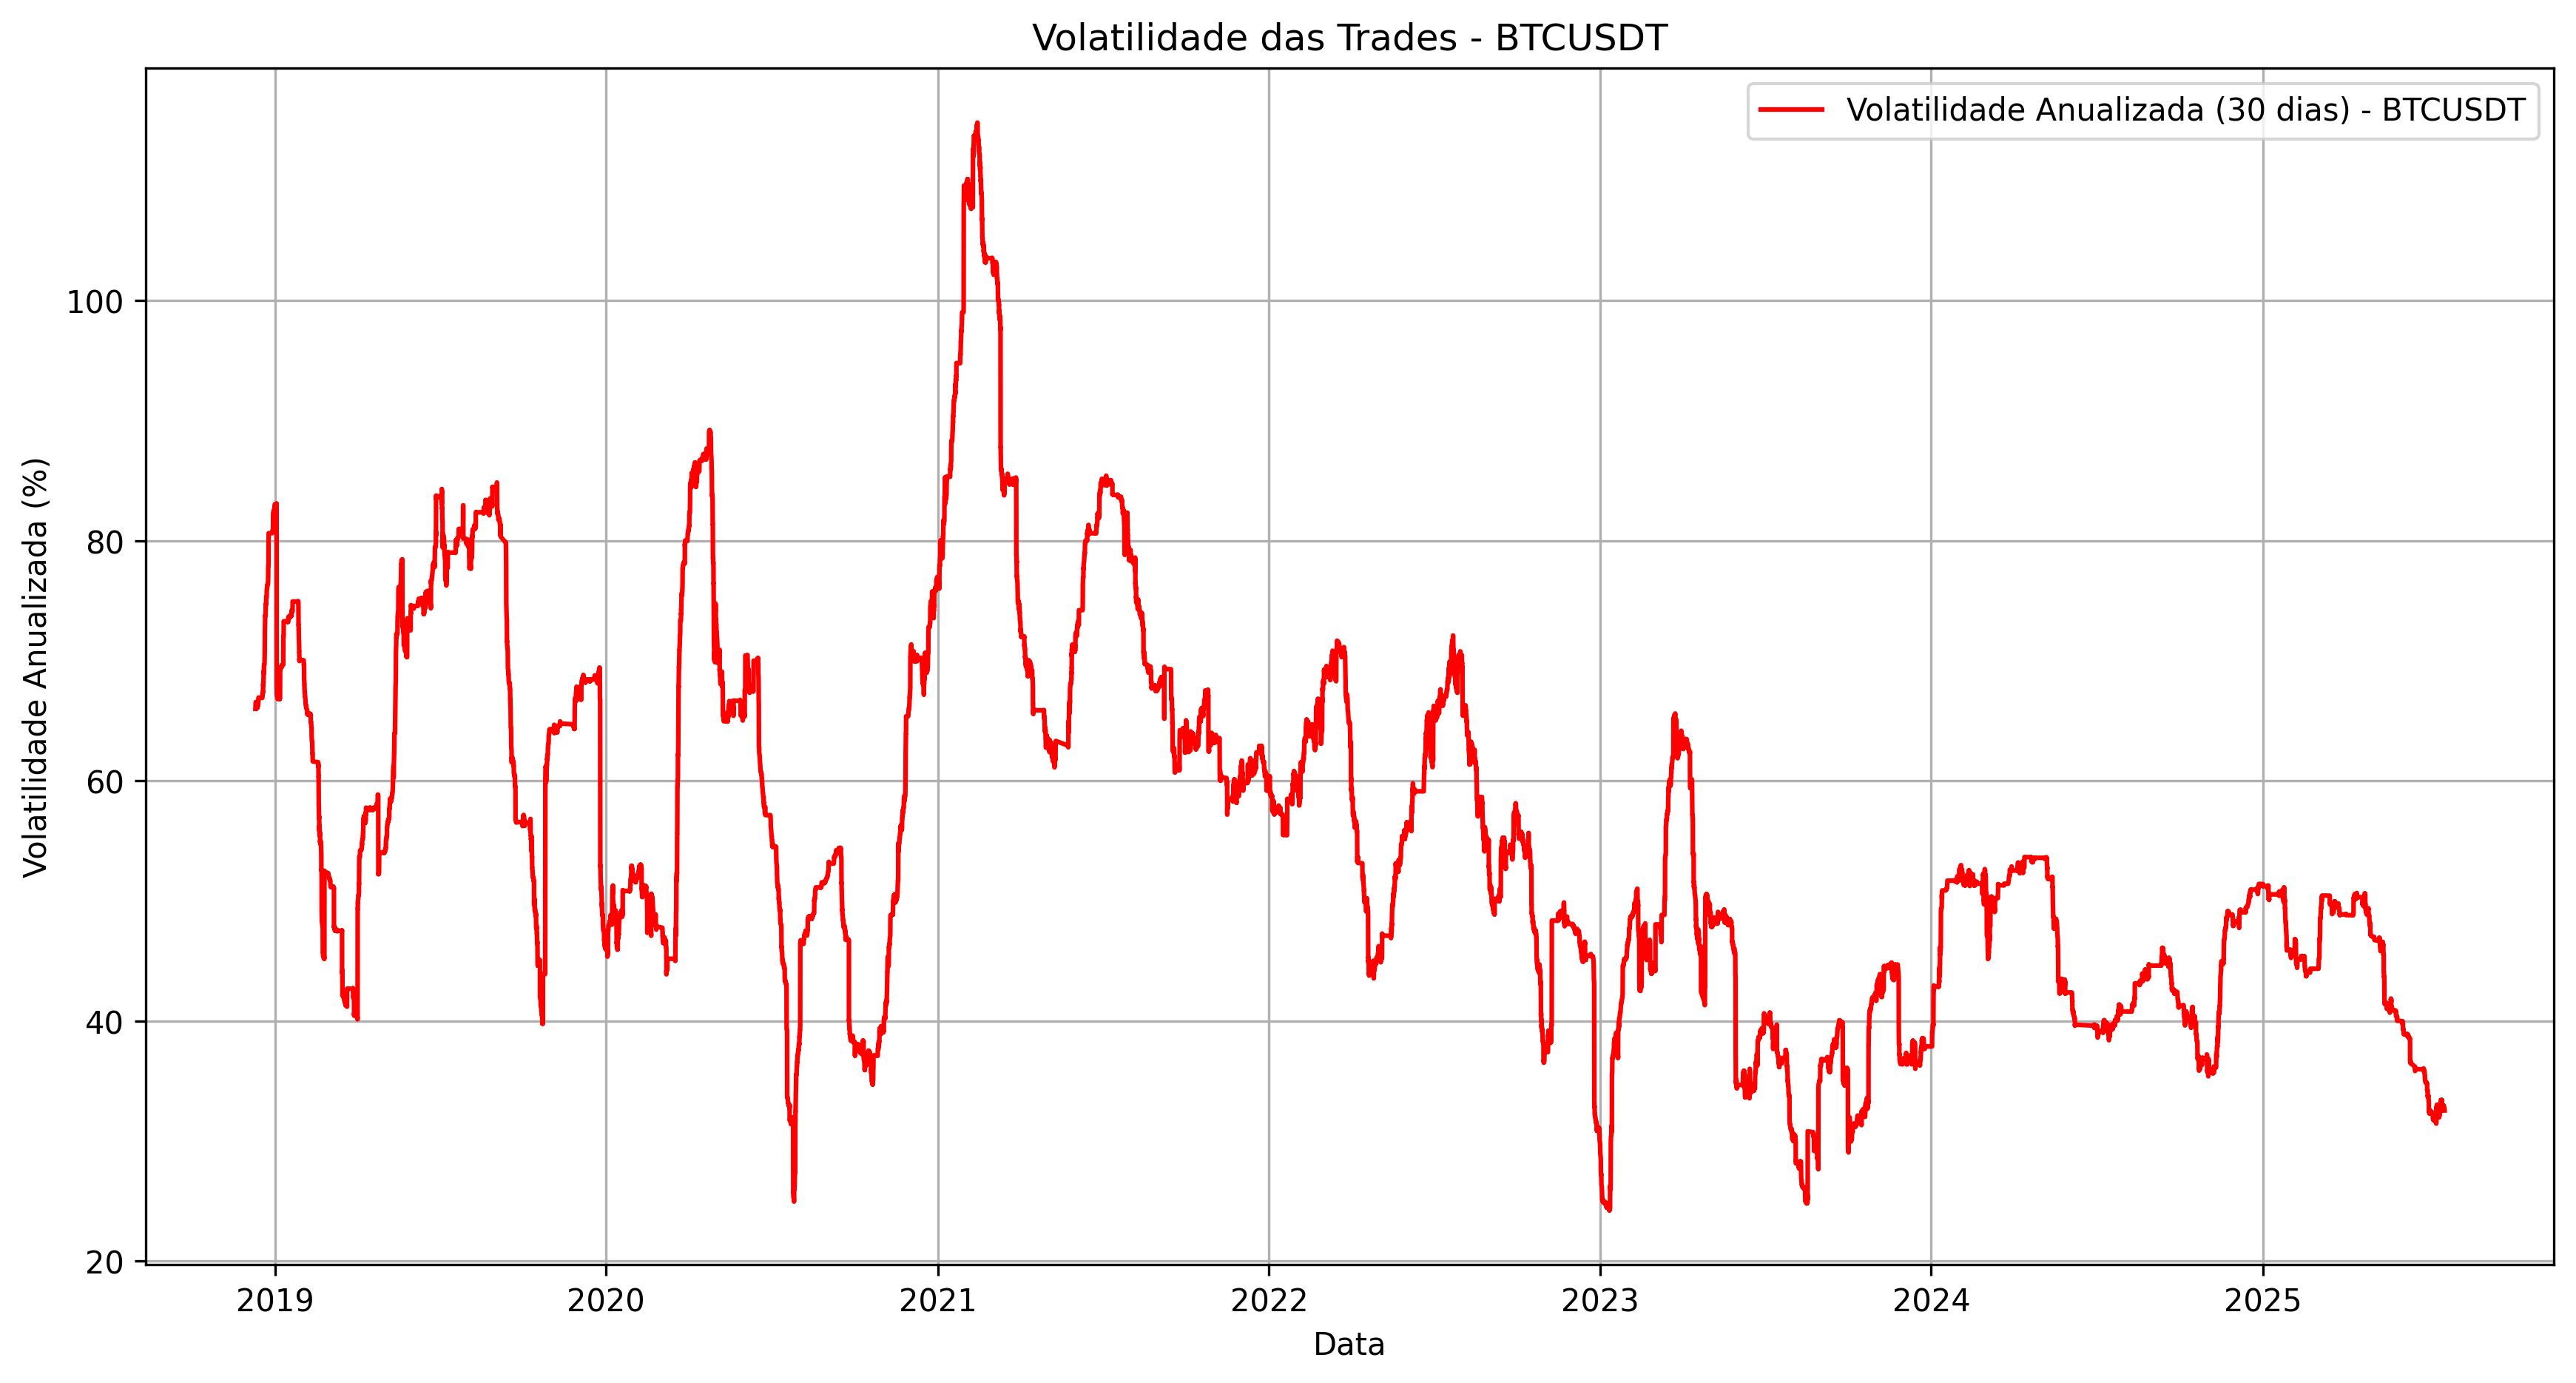 Volatilidade das Trades - BTCUSDT
Volatilidade Anualizada (30 dias) - BTCUSDT
Volatilidade Anualizada (%)
100
80
60
40
20
2019 2020 2021 2022 2023 2024 2025
Data